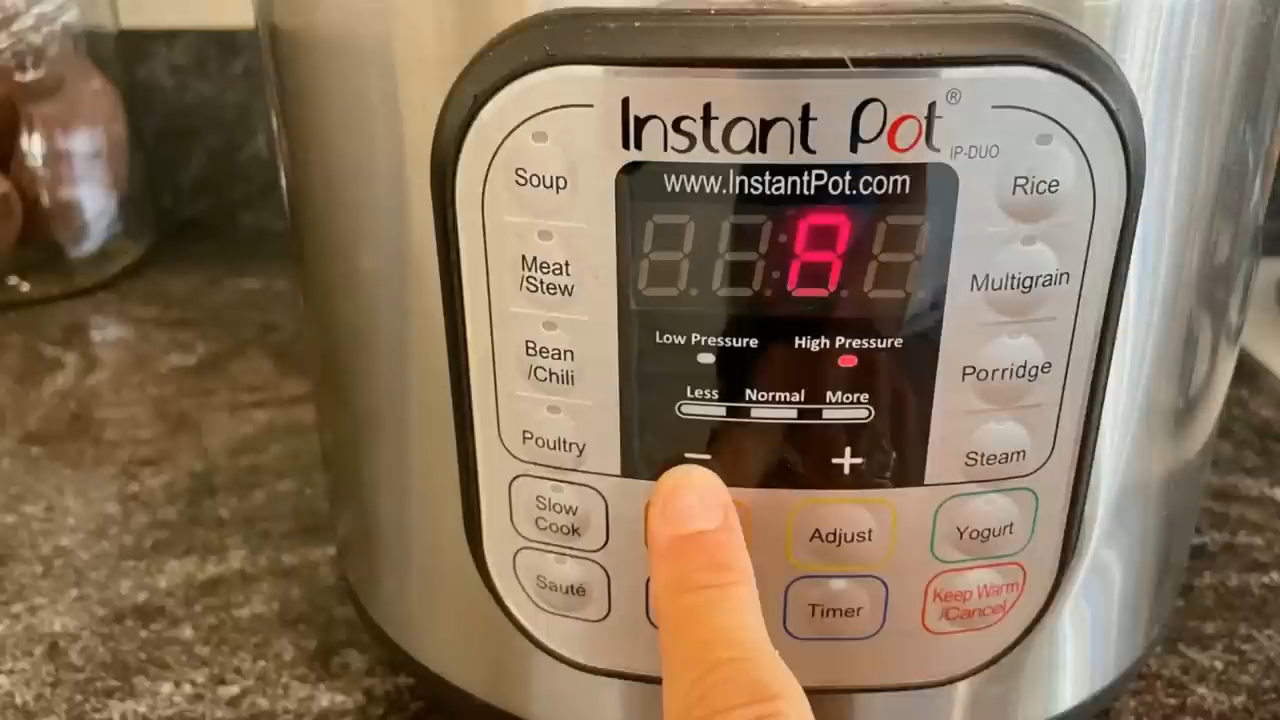 Instant Pot®
IP-DUO
www.InstantPot.com
8
Low Pressure
High Pressure
Less
Normal
More
−
+
Soup
Meat
/Stew
Bean
/Chili
Poultry
Slow
Cook
Sauté
Rice
Multigrain
Porridge
Steam
Adjust
Yogurt
Timer
Keep Warm
/Cancel